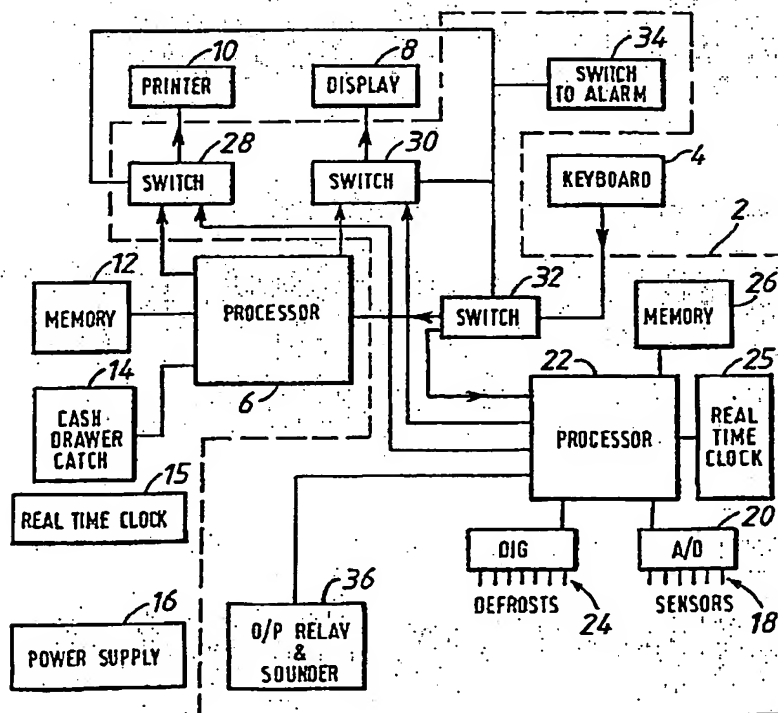 10
8
34
PRINTER
DISPLAY
SWITCH
TO ALARM
28
30
4
SWITCH
SWITCH
KEYBOARD
2
12
32
26
MEMORY
PROCESSOR
SWITCH
MEMORY
14
22
25
6
CASH
DRAWER
CATCH
PROCESSOR
REAL
TIME
CLOCK
15
REAL TIME CLOCK
20
DIG
A/D
36
16
DEFROSTS
24
SENSORS
18
O/P RELAY
&
SOUNDER
POWER SUPPLY